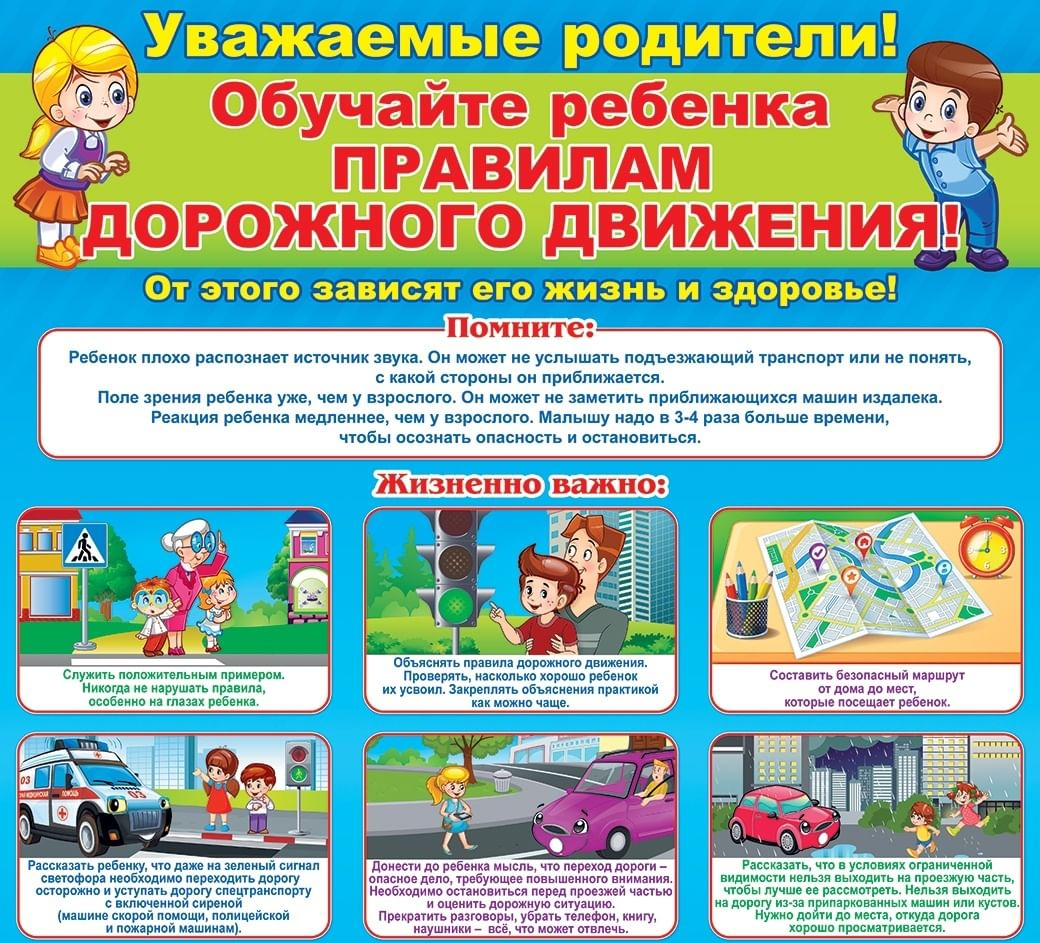 Уважаемые родители!
Обучайте ребенка
ПРАВИЛАМ
ДОРОЖНОГО ДВИЖЕНИЯ!
От этого зависят его жизнь и здоровье!
Помните:
Ребенок плохо распознает источник звука. Он может не услышать подъезжающий транспорт или не понять,
с какой стороны он приближается.
Поле зрения ребенка уже, чем у взрослого. Он может не заметить приближающихся машин издалека.
Реакция ребенка медленнее, чем у взрослого. Малышу надо в 3-4 раза больше времени,
чтобы осознать опасность и остановиться.
Жизненно важно:
Служить положительным примером.
Никогда не нарушать правила,
особенно на глазах ребенка.
Объяснять правила дорожного движения.
Проверять, насколько хорошо ребенок
их усвоил. Закреплять объяснения практикой
как можно чаще.
Составить безопасный маршрут
от дома до мест,
которые посещает ребенок.
03
МЕДИЦИНСКАЯ ПОМОЩЬ
03
Рассказать ребенку, что даже на зеленый сигнал
светофора необходимо переходить дорогу
осторожно и уступать дорогу спецтранспорту
с включенной сиреной
(машине скорой помощи, полицейской
и пожарной машинам).
Донести до ребенка мысль, что переход дороги –
опасное дело, требующее повышенного внимания.
Необходимо остановиться перед проезжей частью
и оценить дорожную ситуацию.
Прекратить разговоры, убрать телефон, книгу,
наушники – всё, что может отвлечь.
Рассказать, что в условиях ограниченной
видимости нельзя выходить на проезжую часть,
чтобы лучше ее рассмотреть. Нельзя выходить
на дорогу из-за припаркованных машин или кустов.
Нужно дойти до места, откуда дорога
хорошо просматривается.